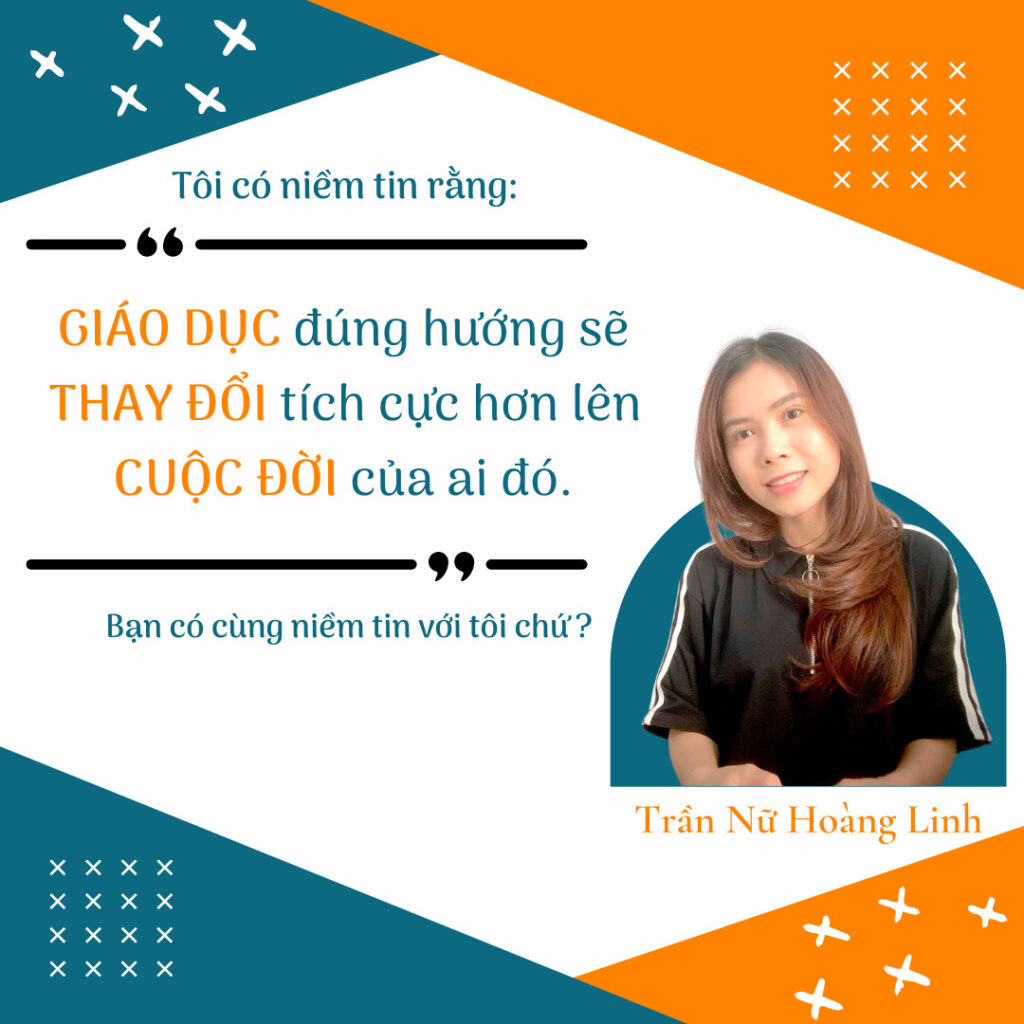 Tôi có niềm tin rằng:
GIÁO DỤC đúng hướng sẽ
THAY ĐỔI tích cực hơn lên
CUỘC ĐỜI của ai đó.
Bạn có cùng niềm tin với tôi chứ?
Trần Nữ Hoàng Linh